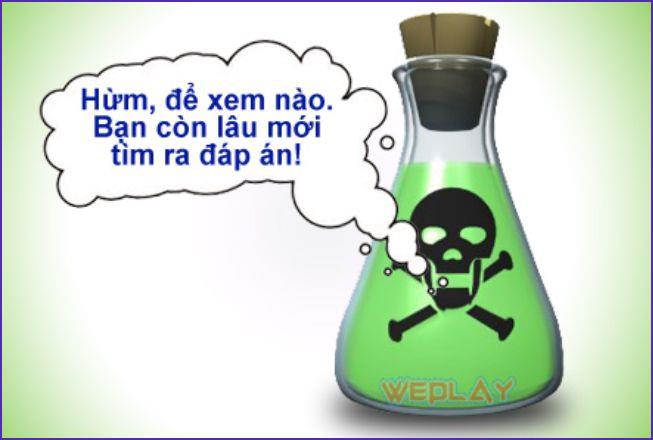 Hừm, để xem nào.
Bạn còn lâu mới
tìm ra đáp án!
WEPLAY